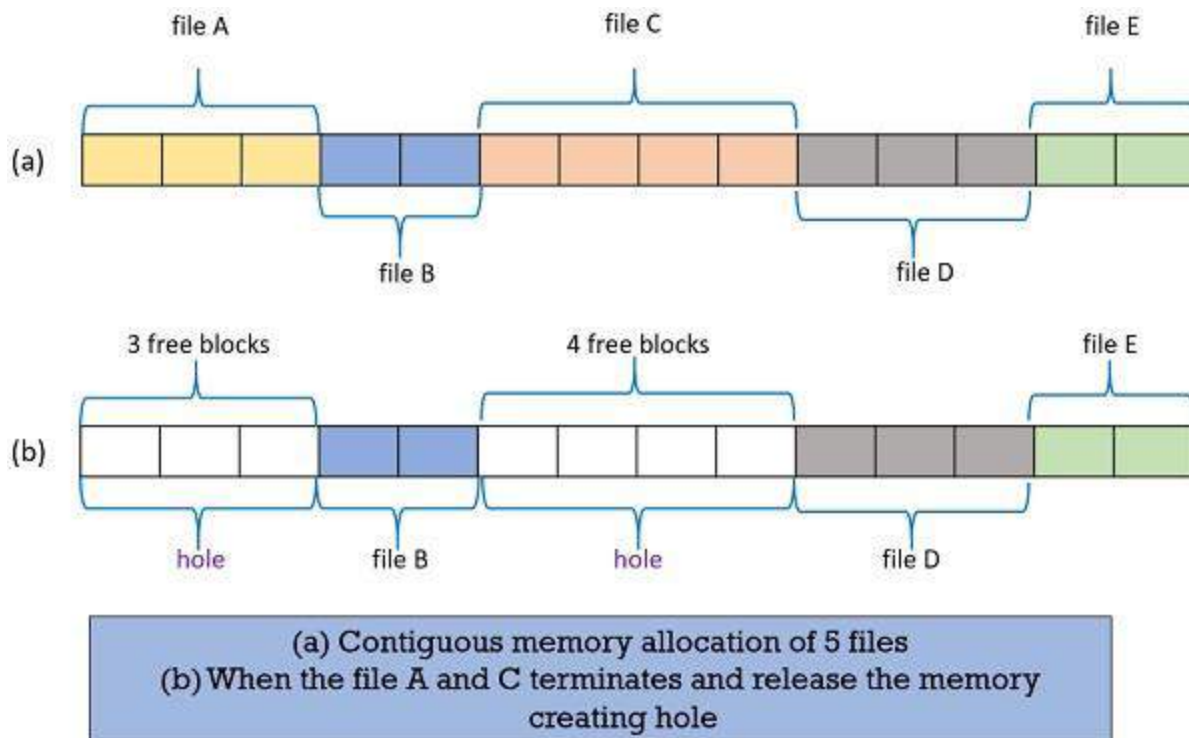 file A
file C
file E
(a)
file B
file D
3 free blocks
4 free blocks
file E
(b)
hole
file B
hole
file D
(a) Contiguous memory allocation of 5 files
(b) When the file A and C terminates and release the memory
creating hole